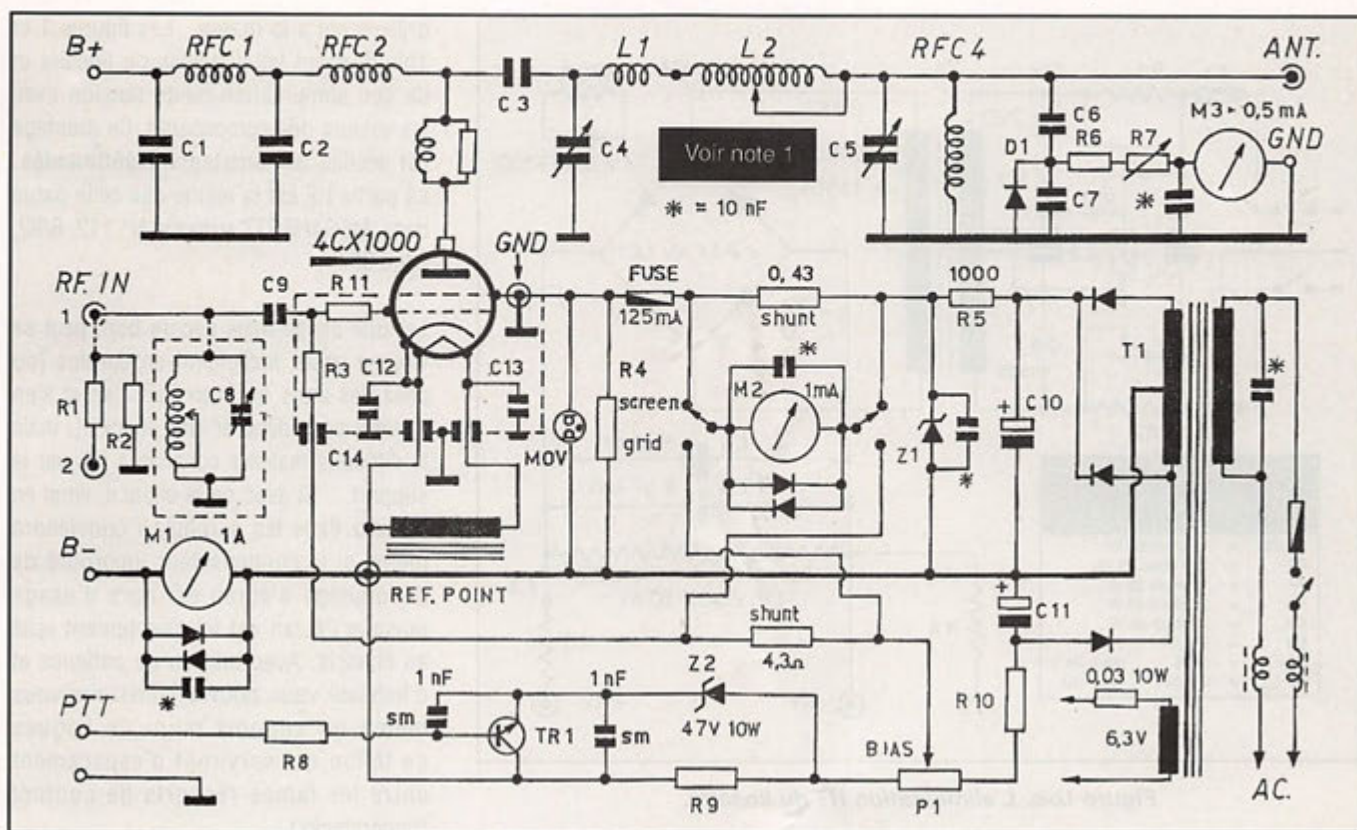 B+ RFC 1 RFC 2 L1 L2 RFC 4 ANT.
C1 C2 C3 C4 Voir note 1 C5 D1 C6 R6 R7 M3 ▸ 0,5 mA GND
C7 *
* = 10 nF
4CX1000 GND
RF. IN C9 R11 FUSE 0,43 1000
1 125mA shunt R5
R3 C12 C13 R4 * T1 *
R1 R2 C8 screen M2 1mA C10
2 C14 MOV grid Z1 *
M1 1A
B- REF. POINT
shunt C11
4,3Ω 0,03 10W
* 1 nF 1 nF Z2 R10
PTT sm sm 47V 10W 6,3V
TR1 BIAS
R8 R9 P1 AC.